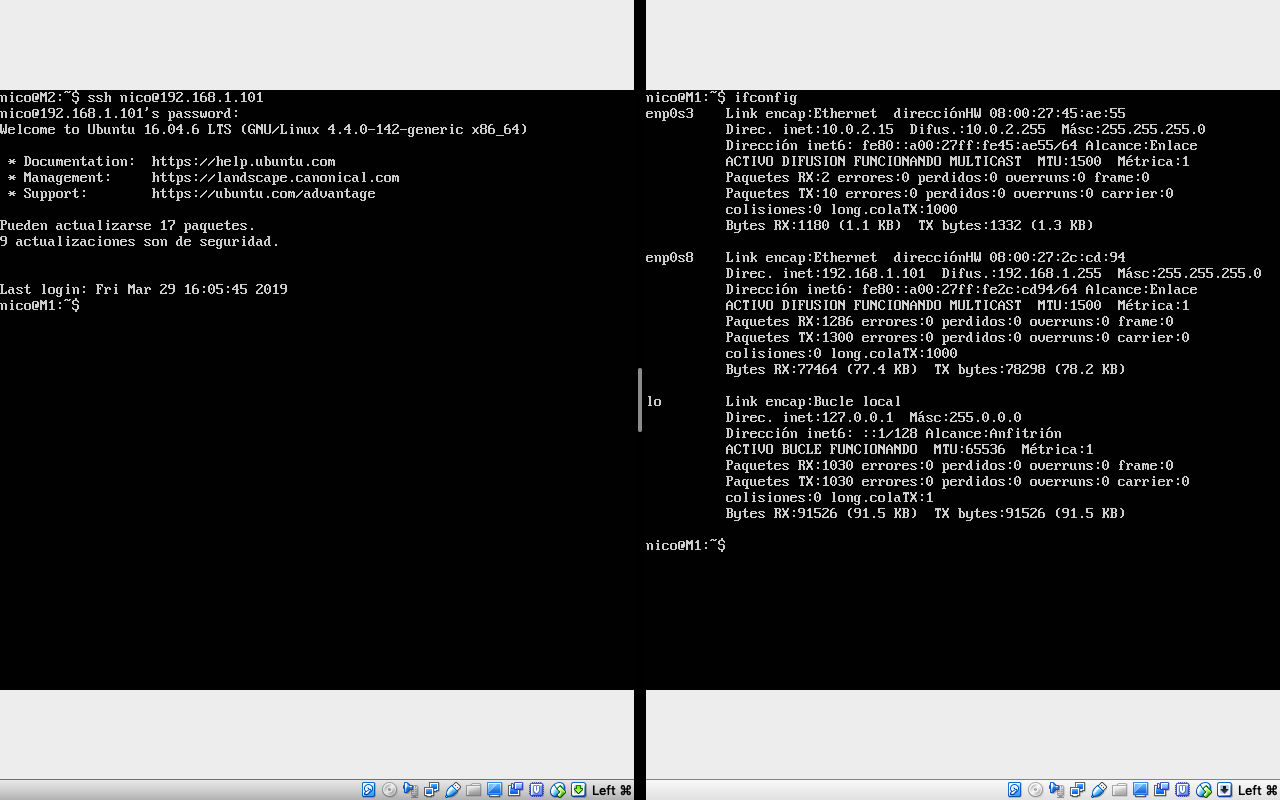 nico@M2:~$ ssh nico@192.168.1.101
nico@192.168.1.101's password:
Welcome to Ubuntu 16.04.6 LTS (GNU/Linux 4.4.0-142-generic x86_64)
* Documentation:  https://help.ubuntu.com
* Management:     https://landscape.canonical.com
* Support:        https://ubuntu.com/advantage
Pueden actualizarse 17 paquetes.
9 actualizaciones son de seguridad.
Last login: Fri Mar 29 16:05:45 2019
nico@M1:~$
Left ⌘
nico@M1:~$ ifconfig
enp0s3    Link encap:Ethernet  direcciónHW 08:00:27:45:ae:55
Direc. inet:10.0.2.15  Difus.:10.0.2.255  Másc:255.255.255.0
Dirección inet6: fe80::a00:27ff:fe45:ae55/64 Alcance:Enlace
ACTIVO DIFUSION FUNCIONANDO MULTICAST  MTU:1500  Métrica:1
Paquetes RX:2 errores:0 perdidos:0 overruns:0 frame:0
Paquetes TX:10 errores:0 perdidos:0 overruns:0 carrier:0
colisiones:0 long.colaTX:1000
Bytes RX:1180 (1.1 KB)  TX bytes:1332 (1.3 KB)
enp0s8    Link encap:Ethernet  direcciónHW 08:00:27:2c:cd:94
Direc. inet:192.168.1.101  Difus.:192.168.1.255  Másc:255.255.255.0
Dirección inet6: fe80::a00:27ff:fe2c:cd94/64 Alcance:Enlace
ACTIVO DIFUSION FUNCIONANDO MULTICAST  MTU:1500  Métrica:1
Paquetes RX:1286 errores:0 perdidos:0 overruns:0 frame:0
Paquetes TX:1300 errores:0 perdidos:0 overruns:0 carrier:0
colisiones:0 long.colaTX:1000
Bytes RX:77464 (77.4 KB)  TX bytes:78298 (78.2 KB)
lo        Link encap:Bucle local
Direc. inet:127.0.0.1  Másc:255.0.0.0
Dirección inet6: ::1/128 Alcance:Anfitrión
ACTIVO BUCLE FUNCIONANDO  MTU:65536  Métrica:1
Paquetes RX:1030 errores:0 perdidos:0 overruns:0 frame:0
Paquetes TX:1030 errores:0 perdidos:0 overruns:0 carrier:0
colisiones:0 long.colaTX:1
Bytes RX:91526 (91.5 KB)  TX bytes:91526 (91.5 KB)
nico@M1:~$
Left ⌘